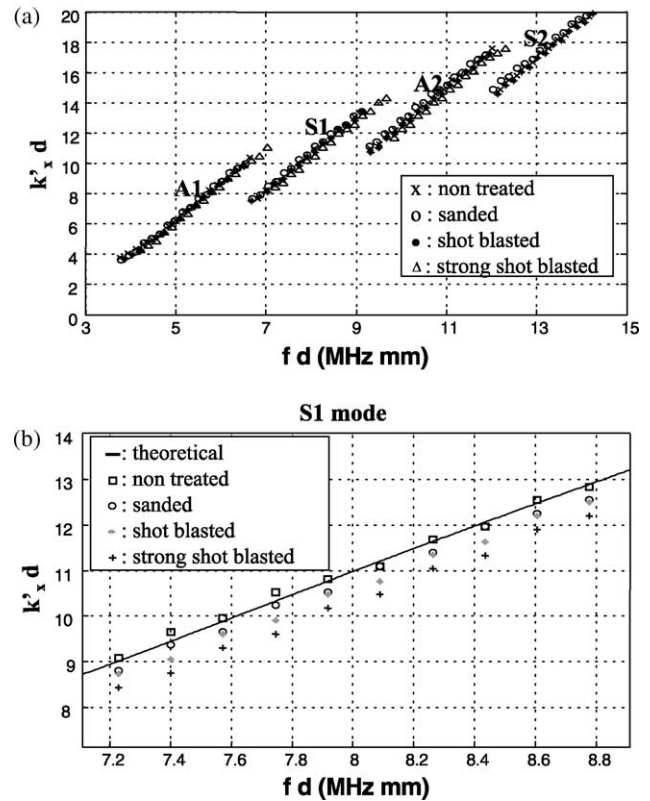 (a)
20
18
16
14
12
10
8
6
4
2
0
k'ₓ d
A1
S1
A2
S2
x : non treated
o : sanded
• : shot blasted
△ : strong shot blasted
3 5 7 9 11 13 15
f d (MHz mm)
S1 mode
(b)
14
13
12
11
10
9
8
k'ₓ d
— : theoretical
□ : non treated
o : sanded
◆ : shot blasted
+ : strong shot blasted
7.2 7.4 7.6 7.8 8 8.2 8.4 8.6 8.8
f d (MHz mm)